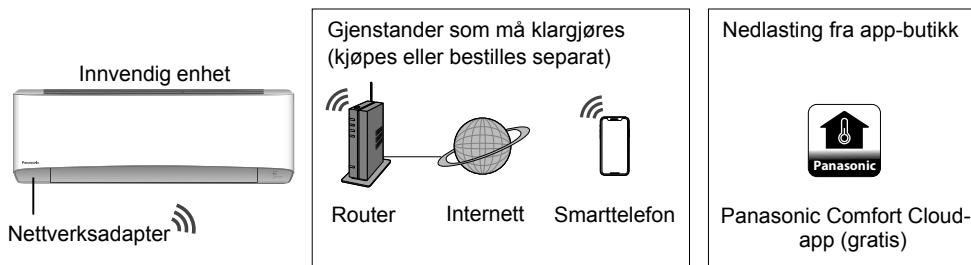 Innvendig enhet
Panasonic
Nettverksadapter
Gjenstander som må klargjøres
(kjøpes eller bestilles separat)
Router
Internett
Smarttelefon
Nedlasting fra app-butikk
Panasonic
Panasonic Comfort Cloud-
app (gratis)